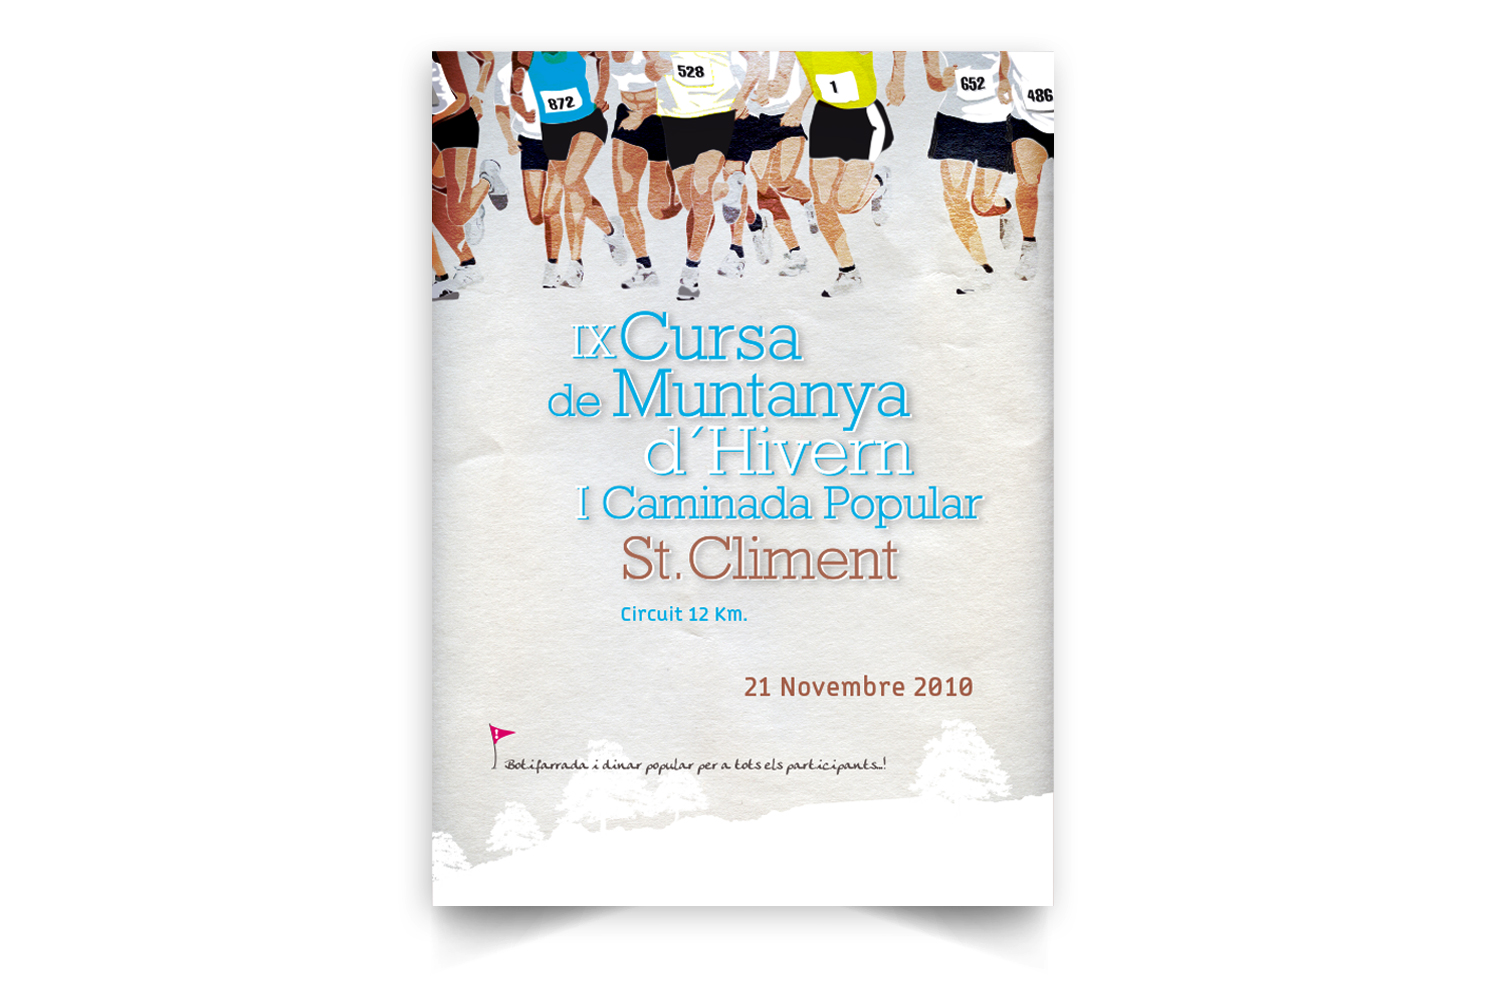 528
1
652
872
486
IX Cursa
de Muntanya
d´Hivern
I Caminada Popular
St. Climent
Circuit 12 Km.
21 Novembre 2010
!
Botifarrada i dinar popular per a tots els participants...!